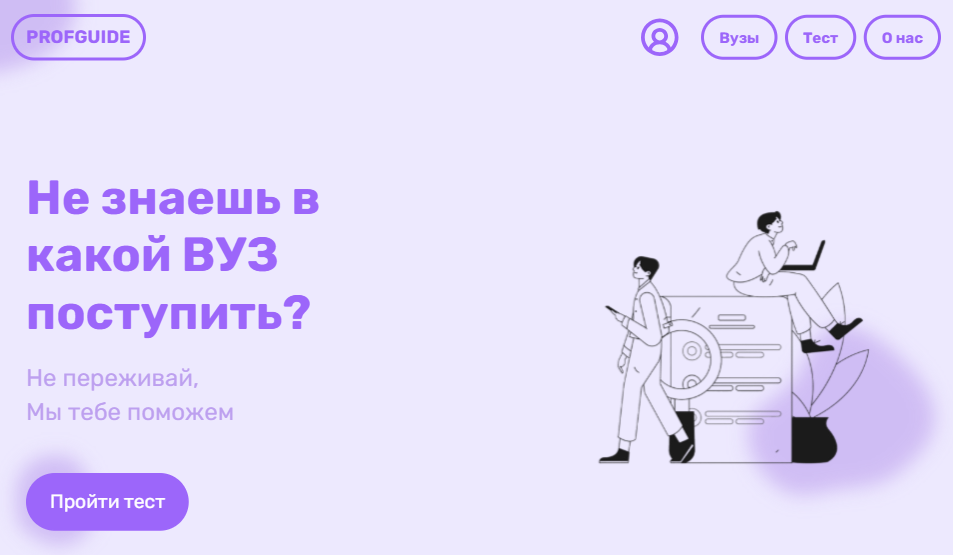 PROFGUIDE
Вузы
Тест
О нас
Не знаешь в
какой ВУЗ
поступить?
Не переживай,
Мы тебе поможем
Пройти тест